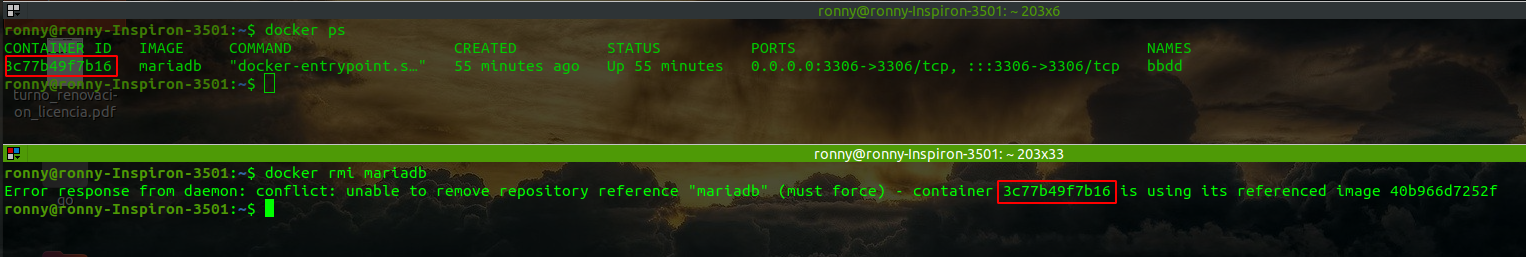 ronny@ronny-Inspiron-3501: ~ 203x6
ronny@ronny-Inspiron-3501:~$ docker ps
CONTAINER ID   IMAGE     COMMAND                  CREATED          STATUS          PORTS                                       NAMES
3c77b49f7b16   mariadb   "docker-entrypoint.s…"   55 minutes ago   Up 55 minutes   0.0.0.0:3306->3306/tcp, :::3306->3306/tcp   bbdd
ronny@ronny-Inspiron-3501:~$
turno_renovaci-
on_licencia.pdf
ronny@ronny-Inspiron-3501: ~ 203x33
ronny@ronny-Inspiron-3501:~$ docker rmi mariadb
Error response from daemon: conflict: unable to remove repository reference "mariadb" (must force) - container 3c77b49f7b16 is using its referenced image 40b966d7252f
ronny@ronny-Inspiron-3501:~$